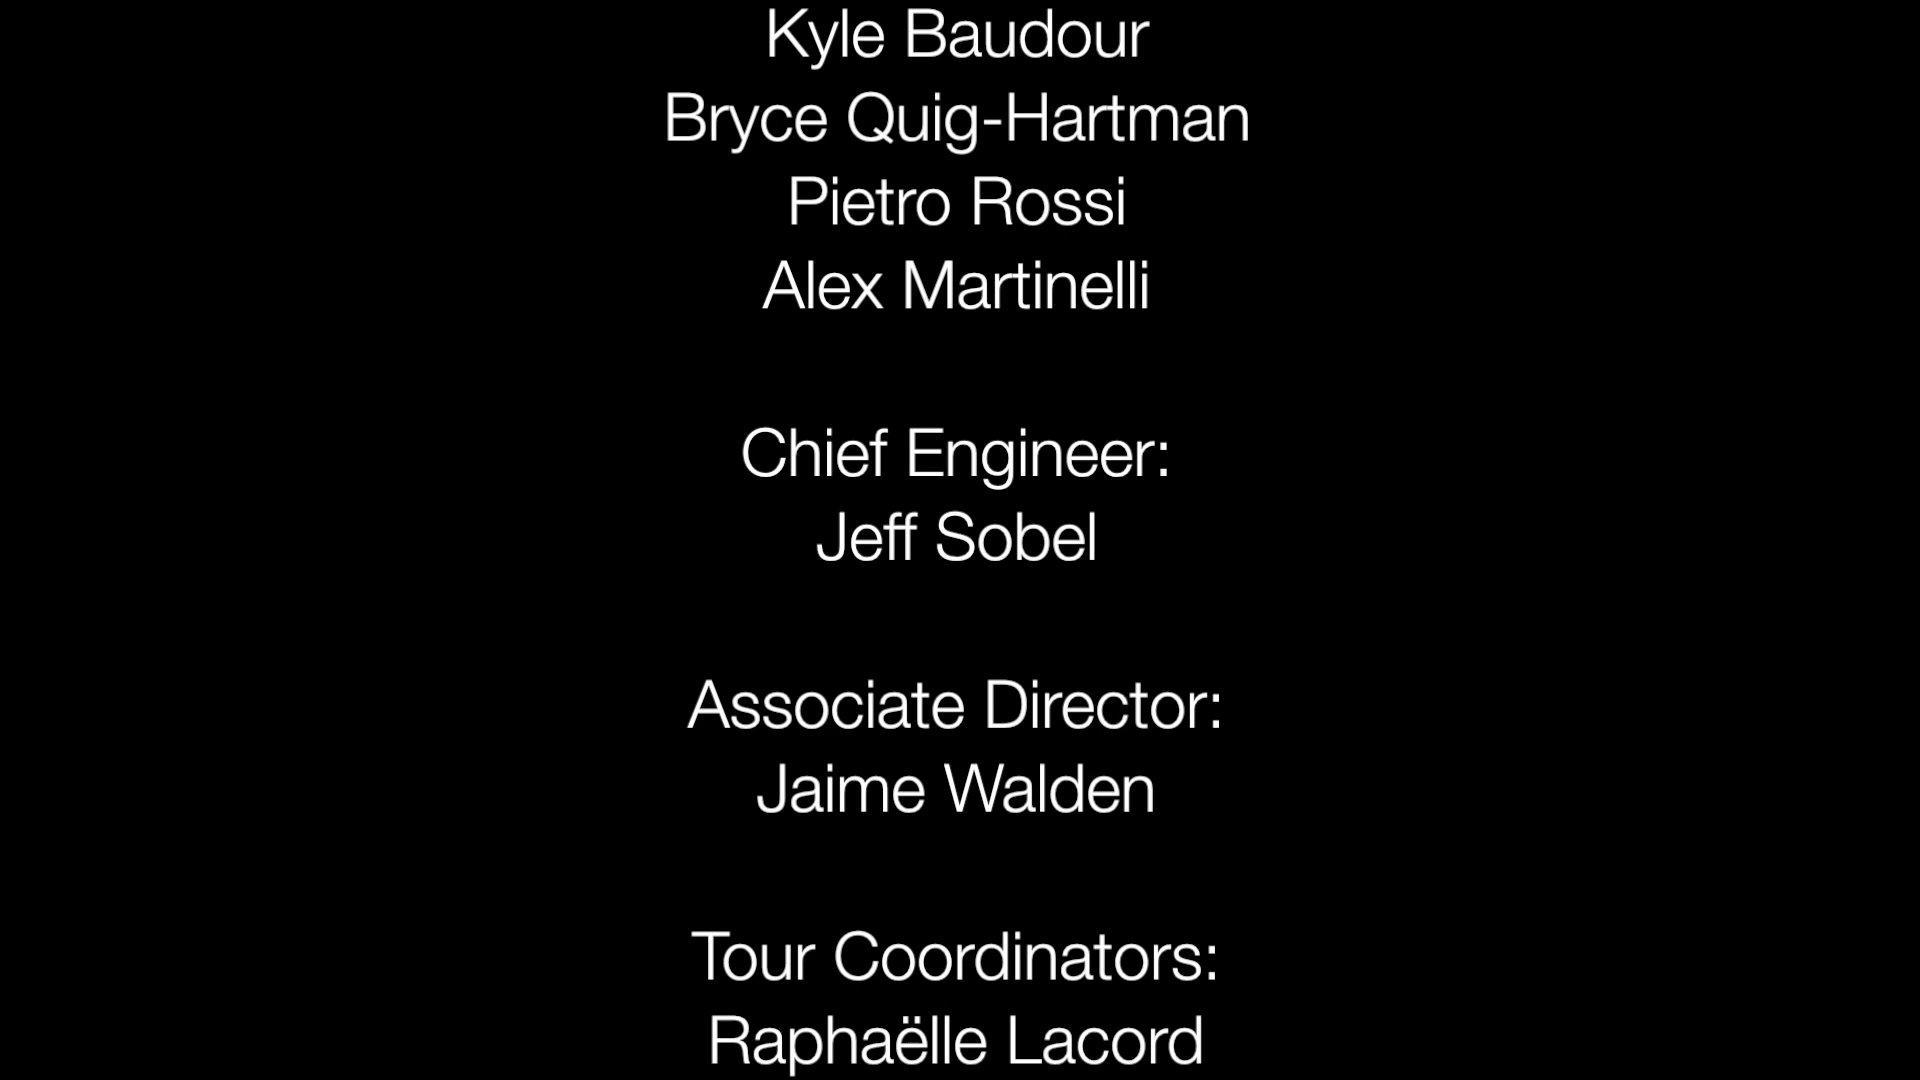 Kyle Baudour
Bryce Quig-Hartman
Pietro Rossi
Alex Martinelli
Chief Engineer:
Jeff Sobel
Associate Director:
Jaime Walden
Tour Coordinators:
Raphaëlle Lacord